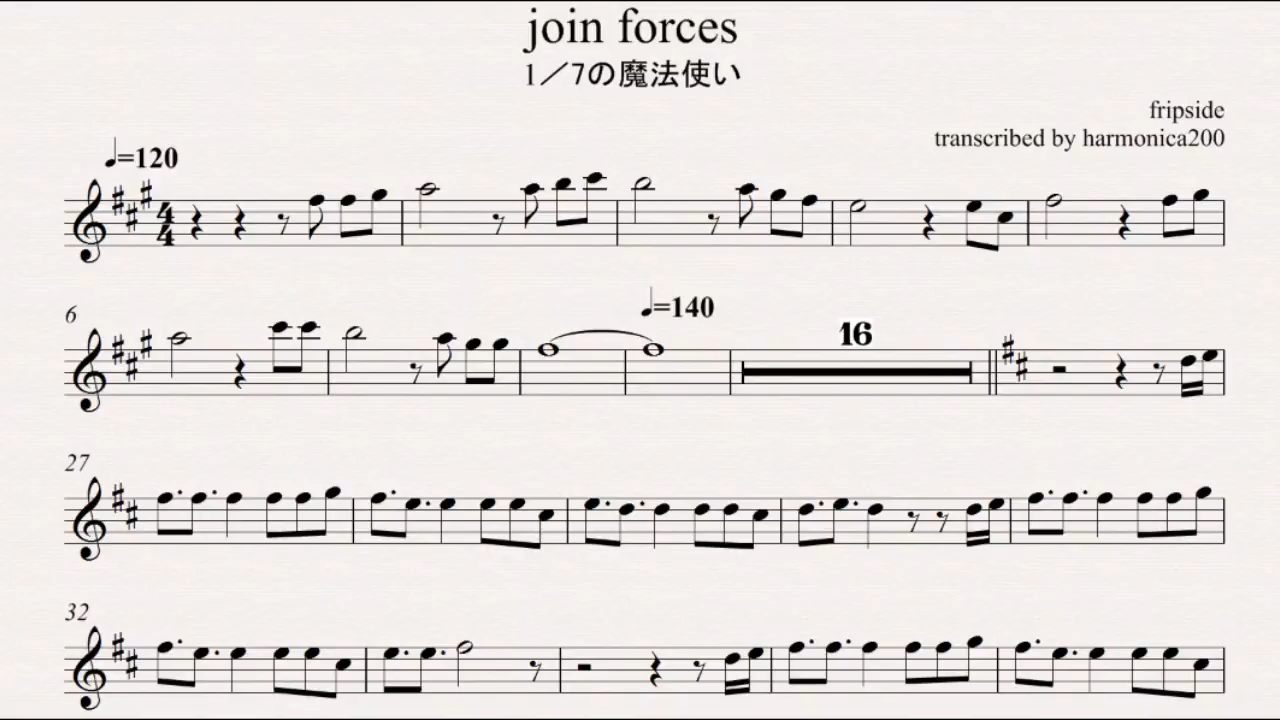 join forces
1／7の魔法使い
fripside
transcribed by harmonica200
♩=120
4
4
6
♩=140
16
27
32